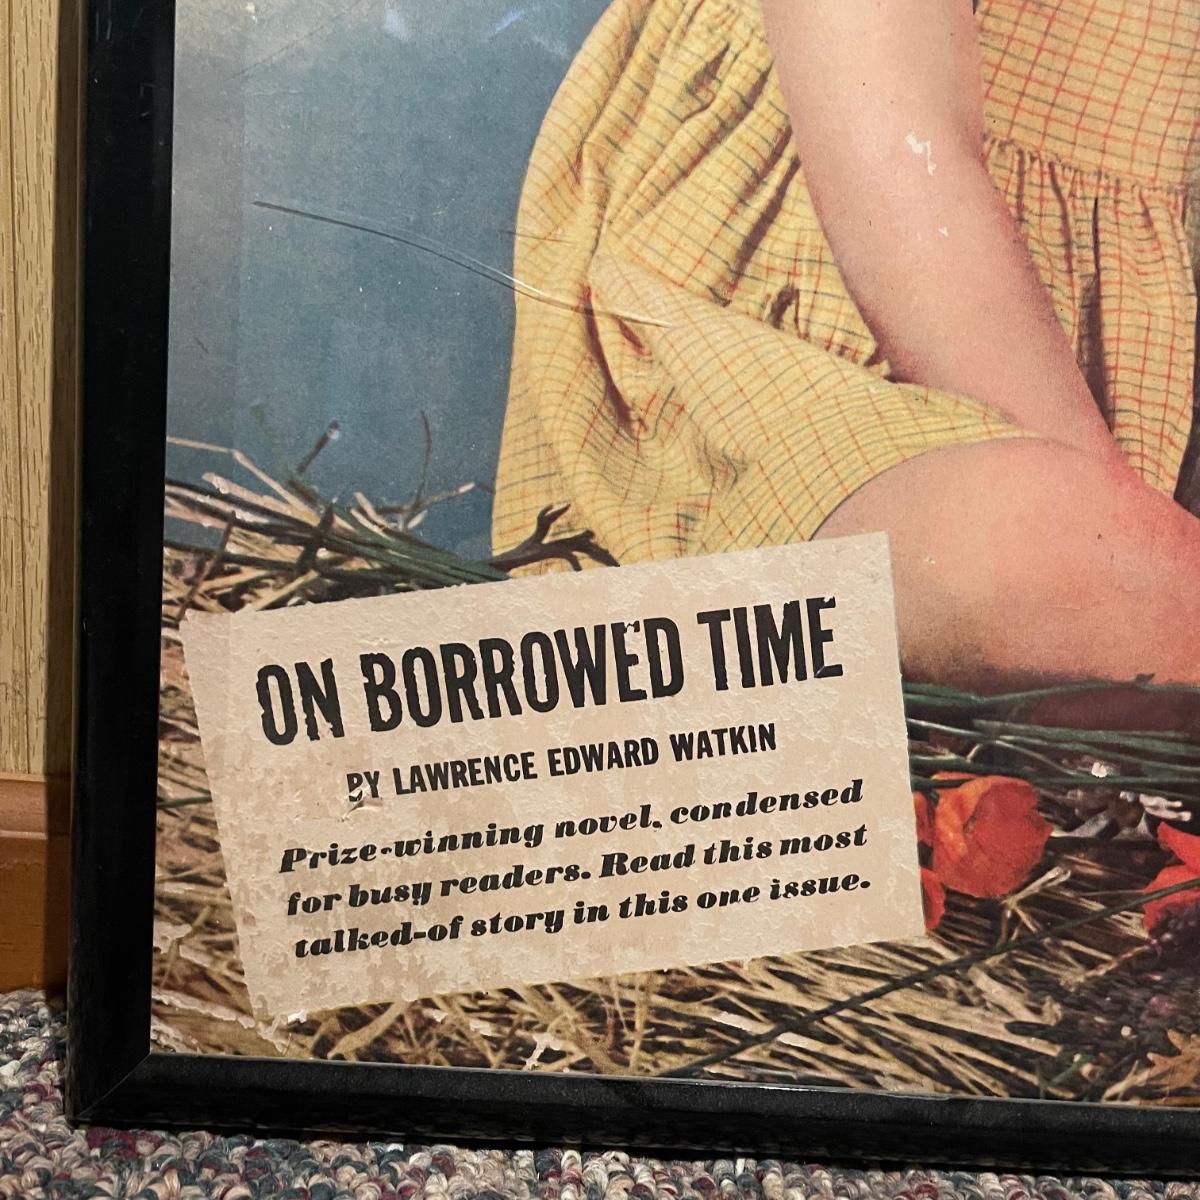 ON BORROWED TIME
BY LAWRENCE EDWARD WATKIN
Prize-winning novel, condensed
for busy readers. Read this most
talked-of story in this one issue.